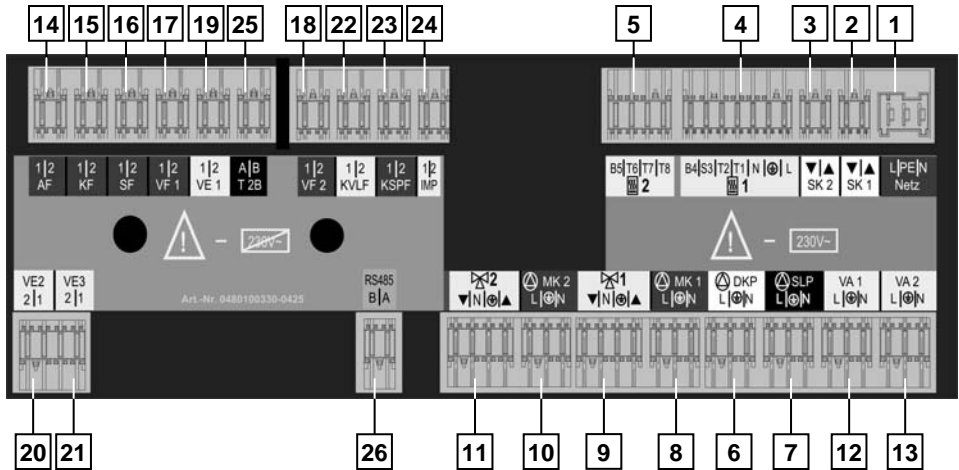 14 15 16 17 19 25 18 22 23 24 5 4 3 2 1
1|2 1|2 1|2 1|2 1|2 A|B 1|2 1|2 1|2 1|2 B5|T6|T7|T8 B4|S3|T2|T1|N|⏚|L ▼|▲ ▼|▲ L|PE|N
AF KF SF VF 1 VE 1 T 2B VF 2 KVLF KSPF IMP 2 1 SK 2 SK 1 Netz
230V~ 230V~
VE2 VE3 RS485 2 MK 2 1 MK 1 DKP SLP VA 1 VA 2
2|1 2|1 B|A ▼|N|⏚|▲ L|⏚|N ▼|N|⏚|▲ L|⏚|N L|⏚|N L|⏚|N L|⏚|N L|⏚|N
Art.-Nr. 0480100330-0425
20 21 26 11 10 9 8 6 7 12 13